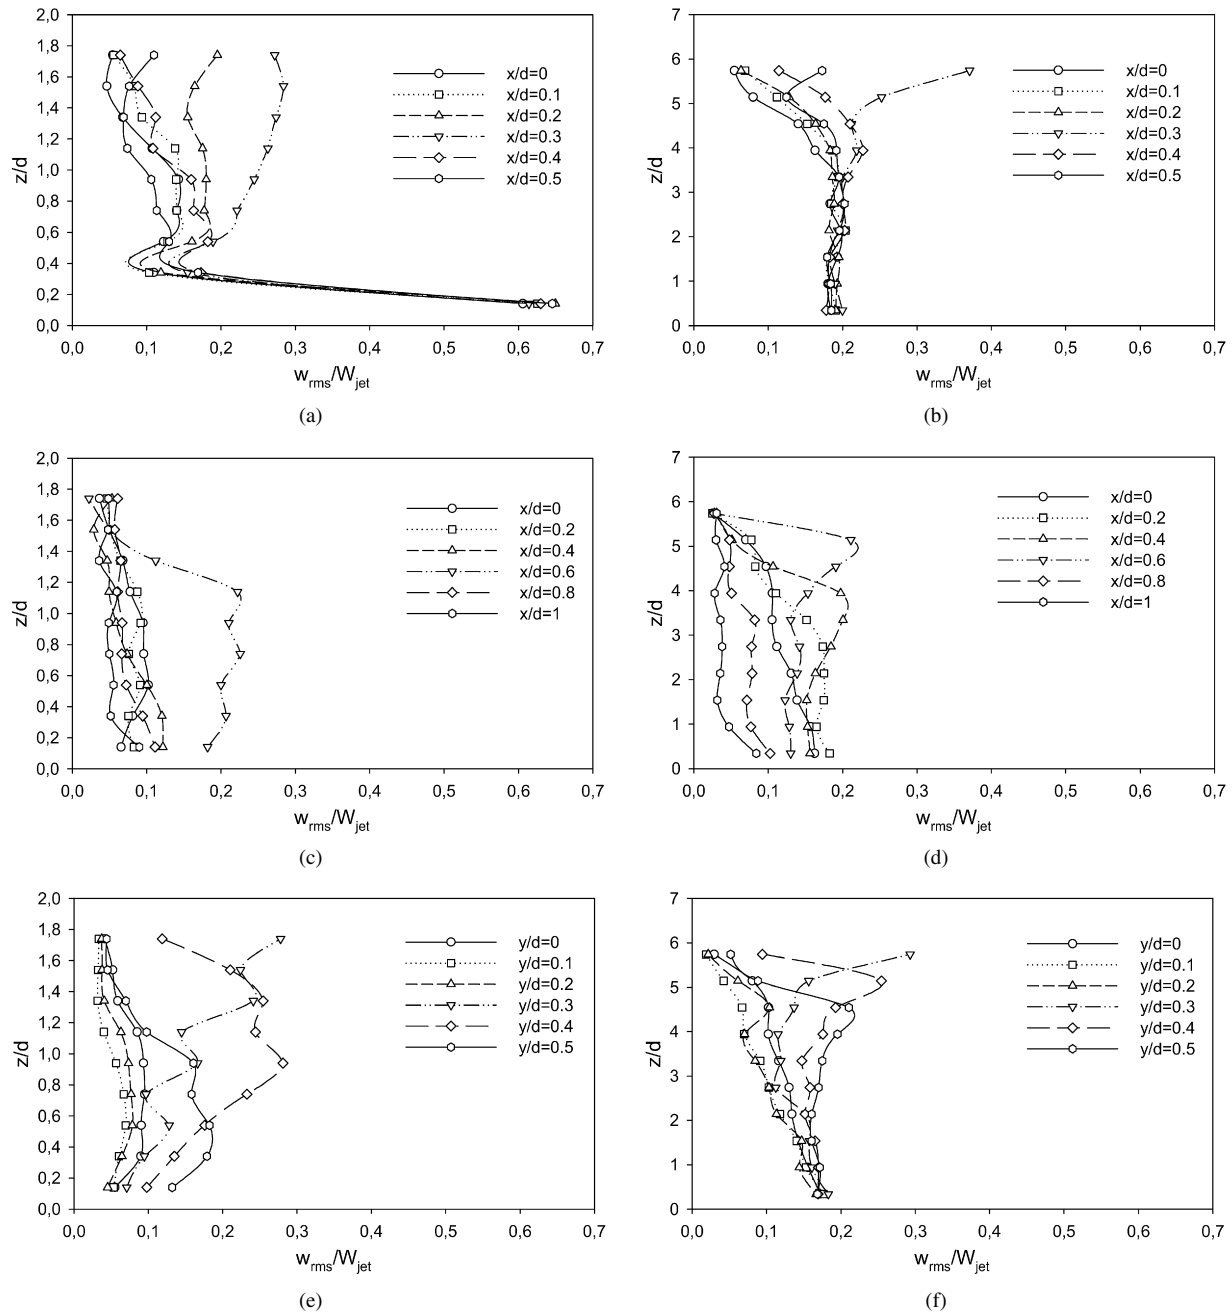 2,0
1,8
1,6
1,4
1,2
1,0
0,8
0,6
0,4
0,2
0,0
z/d
0,0 0,1 0,2 0,3 0,4 0,5 0,6 0,7
w_rms/W_jet
x/d=0
x/d=0.1
x/d=0.2
x/d=0.3
x/d=0.4
x/d=0.5
(a)
7
6
5
4
3
2
1
0
z/d
0,0 0,1 0,2 0,3 0,4 0,5 0,6 0,7
w_rms/W_jet
x/d=0
x/d=0.1
x/d=0.2
x/d=0.3
x/d=0.4
x/d=0.5
(b)
2,0
1,8
1,6
1,4
1,2
1,0
0,8
0,6
0,4
0,2
0,0
z/d
0,0 0,1 0,2 0,3 0,4 0,5 0,6 0,7
w_rms/W_jet
x/d=0
x/d=0.2
x/d=0.4
x/d=0.6
x/d=0.8
x/d=1
(c)
7
6
5
4
3
2
1
0
z/d
0,0 0,1 0,2 0,3 0,4 0,5 0,6 0,7
w_rms/W_jet
x/d=0
x/d=0.2
x/d=0.4
x/d=0.6
x/d=0.8
x/d=1
(d)
2,0
1,8
1,6
1,4
1,2
1,0
0,8
0,6
0,4
0,2
0,0
z/d
0,0 0,1 0,2 0,3 0,4 0,5 0,6 0,7
w_rms/W_jet
y/d=0
y/d=0.1
y/d=0.2
y/d=0.3
y/d=0.4
y/d=0.5
(e)
7
6
5
4
3
2
1
0
z/d
0,0 0,1 0,2 0,3 0,4 0,5 0,6 0,7
w_rms/W_jet
y/d=0
y/d=0.1
y/d=0.2
y/d=0.3
y/d=0.4
y/d=0.5
(f)